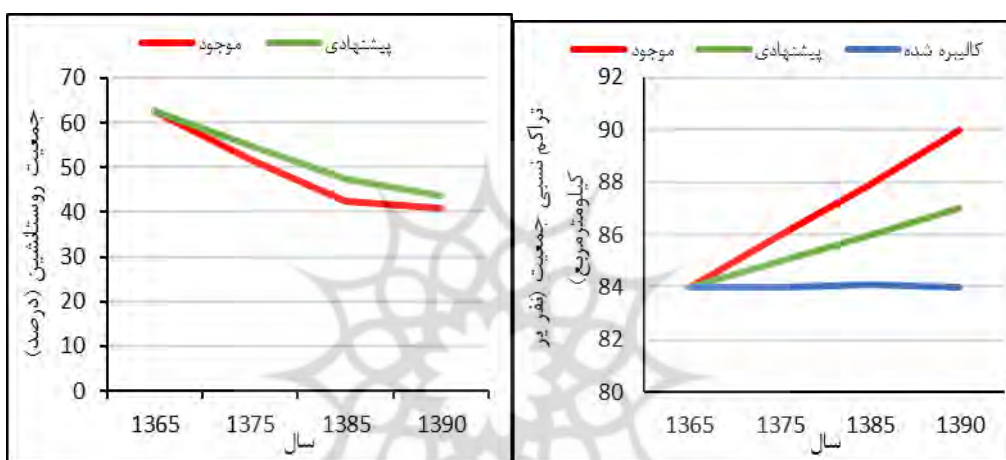 موجود پیشنهادی
جمعیت روستانشین (درصد)
70
60
50
40
30
20
10
0
1365 1375 1385 1390
سال
موجود پیشنهادی کالیبره شده
تراکم نسبی جمعیت (نفر بر
کیلومترمربع)
92
90
88
86
84
82
80
1365 1375 1385 1390
سال